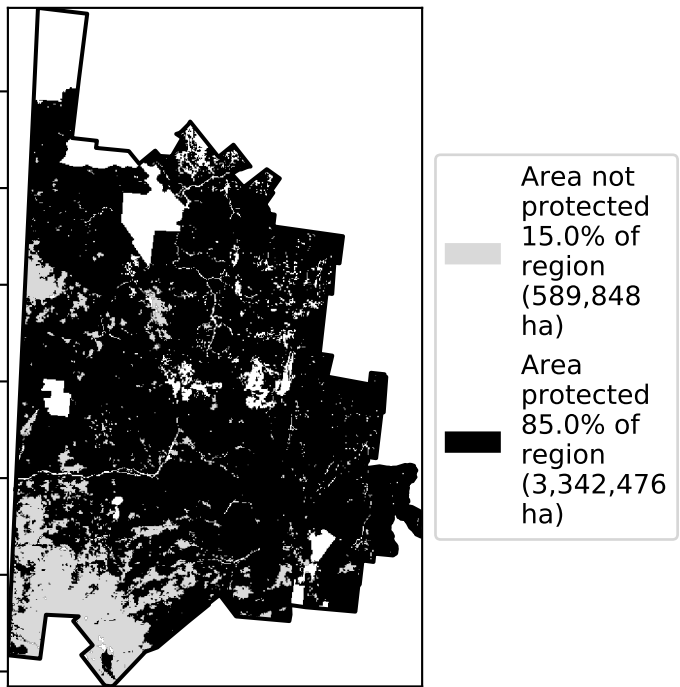 Area not
protected
15.0% of
region
(589,848
ha)
Area
protected
85.0% of
region
(3,342,476
ha)